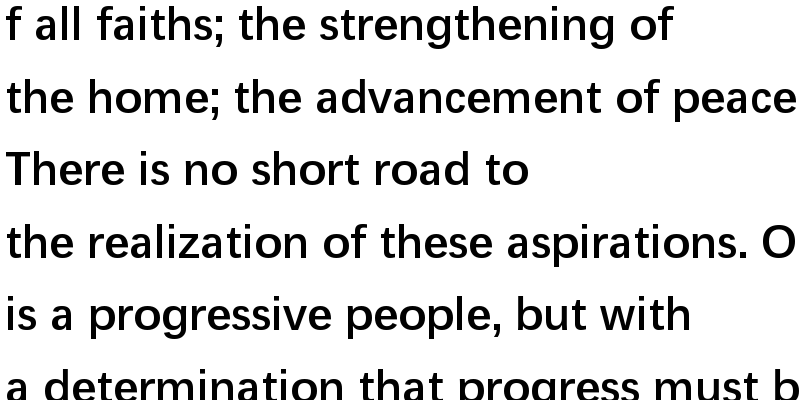 f all faiths; the strengthening of
the home; the advancement of peace
There is no short road to
the realization of these aspirations. O
is a progressive people, but with
a determination that progress must b